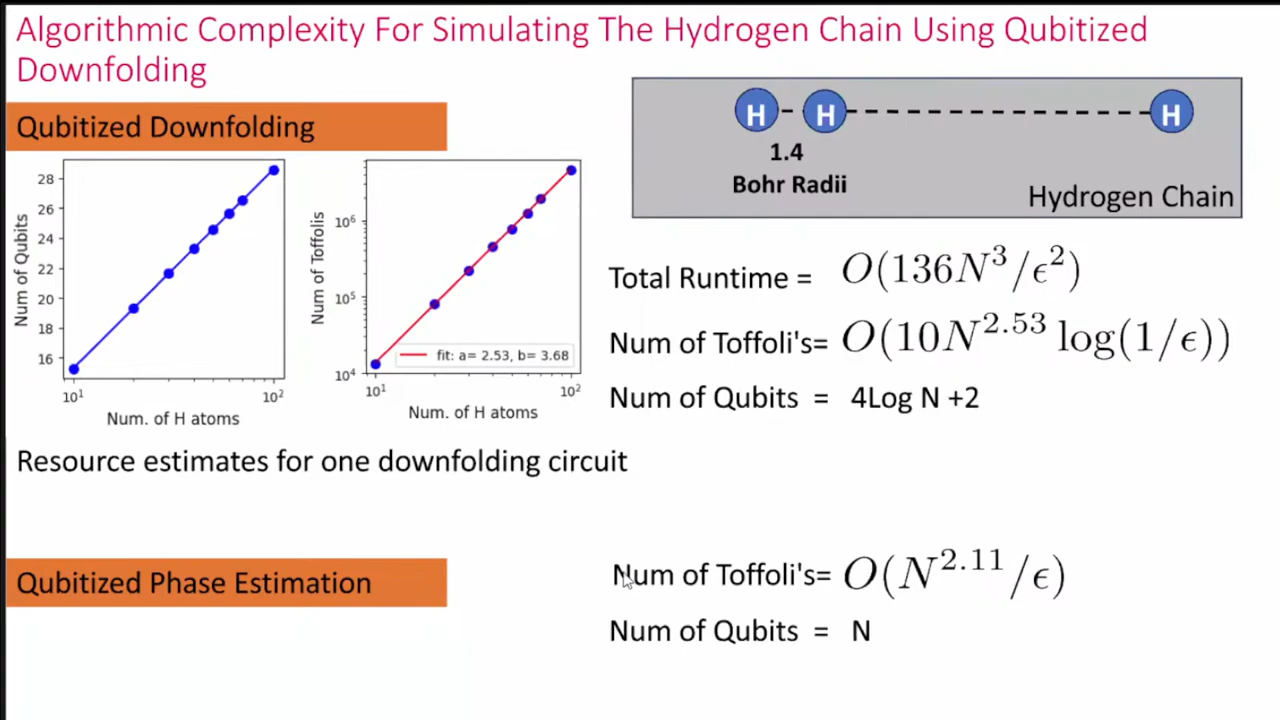 Algorithmic Complexity For Simulating The Hydrogen Chain Using Qubitized
Downfolding
Qubitized Downfolding
28
26
24
22
20
18
16
Num of Qubits
10¹
10²
Num. of H atoms
10⁶
10⁵
10⁴
Num of Toffolis
fit: a= 2.53, b= 3.68
10¹
10²
Num. of H atoms
H - H H
1.4
Bohr Radii
Hydrogen Chain
Total Runtime = O(136N³/ϵ²)
Num of Toffoli's= O(10N^2.53 log(1/ϵ))
Num of Qubits = 4Log N +2
Resource estimates for one downfolding circuit
Qubitized Phase Estimation
Num of Toffoli's= O(N^2.11/ϵ)
Num of Qubits = N